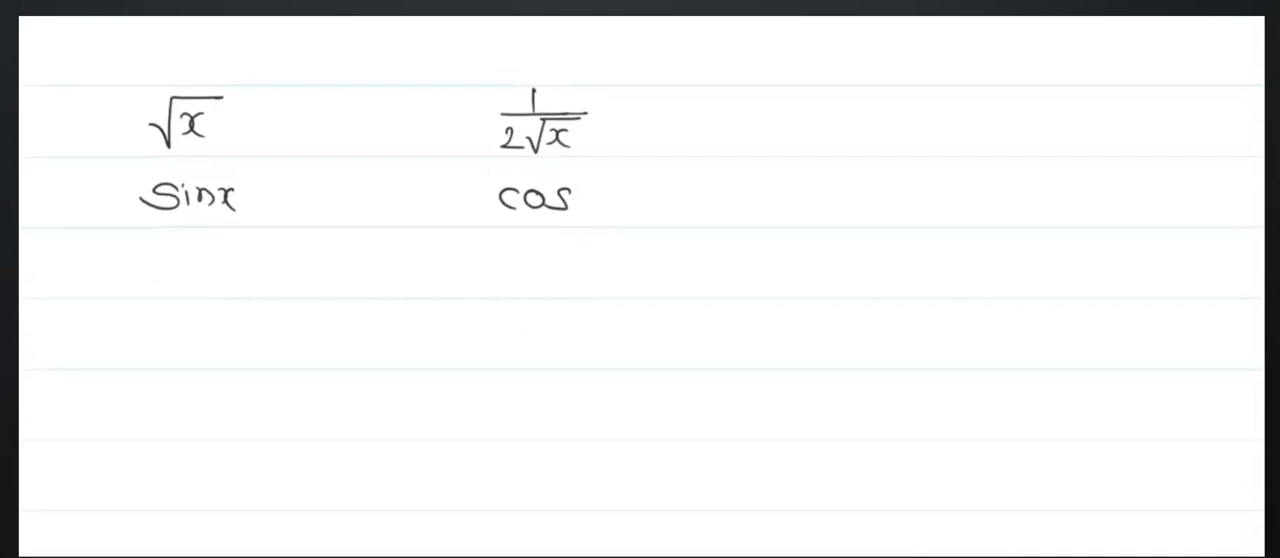 √x 1/(2√x)
Sinx cos